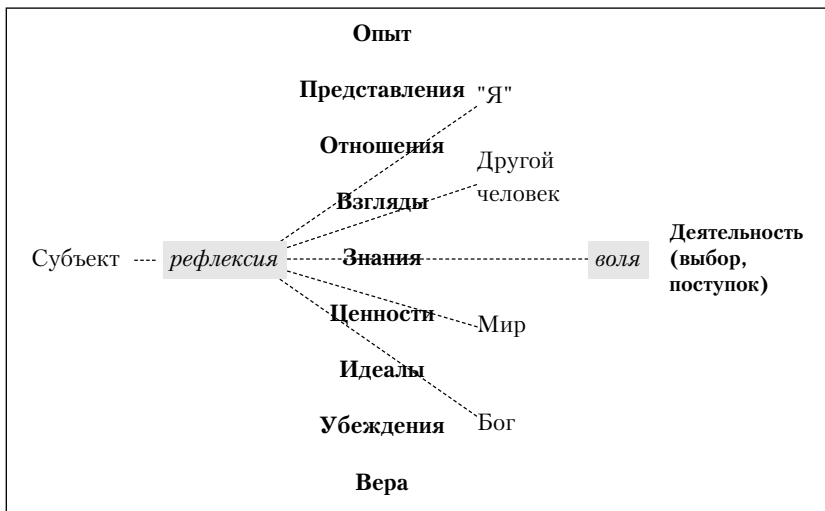 Опыт
Представления
"Я"
Отношения
Другой
человек
Взгляды
Субъект
рефлексия
Знания
воля
Деятельность
(выбор,
поступок)
Ценности
Мир
Идеалы
Убеждения
Бог
Вера